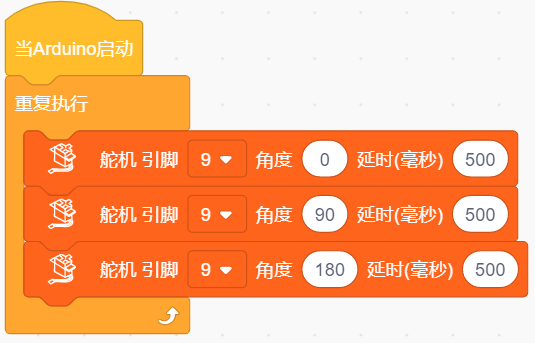 当Arduino启动
重复执行
舵机 引脚 9 角度 0 延时(毫秒) 500
舵机 引脚 9 角度 90 延时(毫秒) 500
舵机 引脚 9 角度 180 延时(毫秒) 500